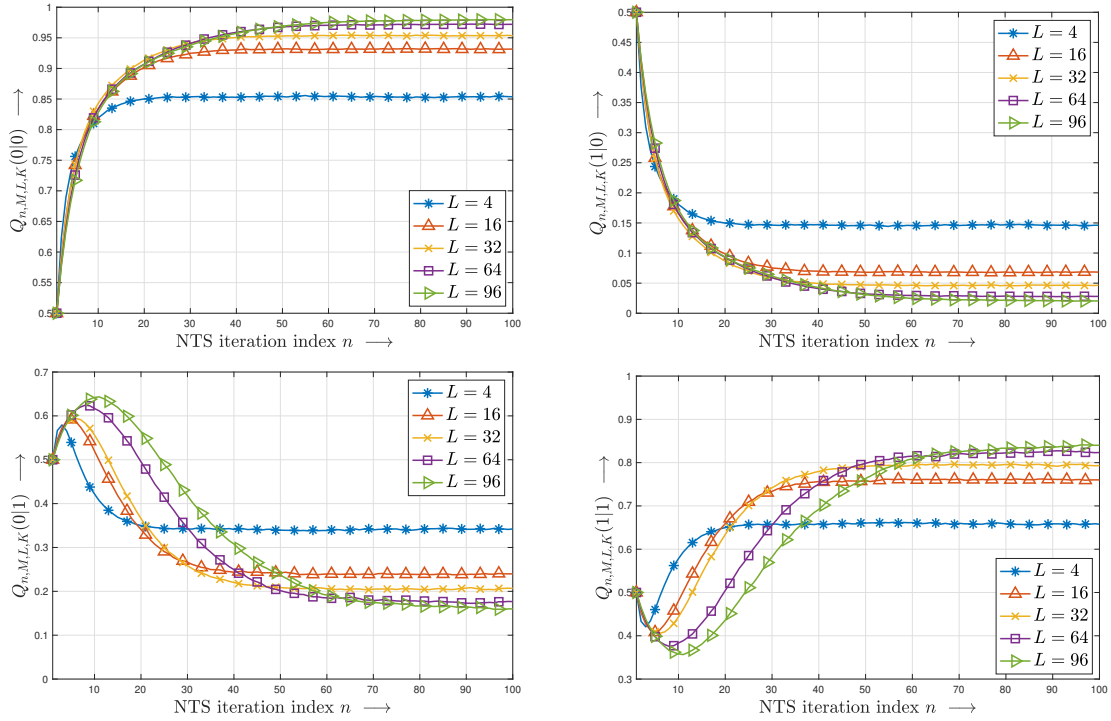 1
0.95
0.9
0.85
0.8
0.75
0.7
0.65
0.6
0.55
0.5
10 20 30 40 50 60 70 80 90 100
NTS iteration index n ⟶
Q_{n,M,L,K}(0|0) ⟶
L = 4
L = 16
L = 32
L = 64
L = 96
0.5
0.45
0.4
0.35
0.3
0.25
0.2
0.15
0.1
0.05
0
10 20 30 40 50 60 70 80 90 100
NTS iteration index n ⟶
Q_{n,M,L,K}(1|0) ⟶
L = 4
L = 16
L = 32
L = 64
L = 96
0.7
0.6
0.5
0.4
0.3
0.2
0.1
0
10 20 30 40 50 60 70 80 90 100
NTS iteration index n ⟶
Q_{n,M,L,K}(0|1) ⟶
L = 4
L = 16
L = 32
L = 64
L = 96
1
0.9
0.8
0.7
0.6
0.5
0.4
0.3
10 20 30 40 50 60 70 80 90 100
NTS iteration index n ⟶
Q_{n,M,L,K}(1|1) ⟶
L = 4
L = 16
L = 32
L = 64
L = 96